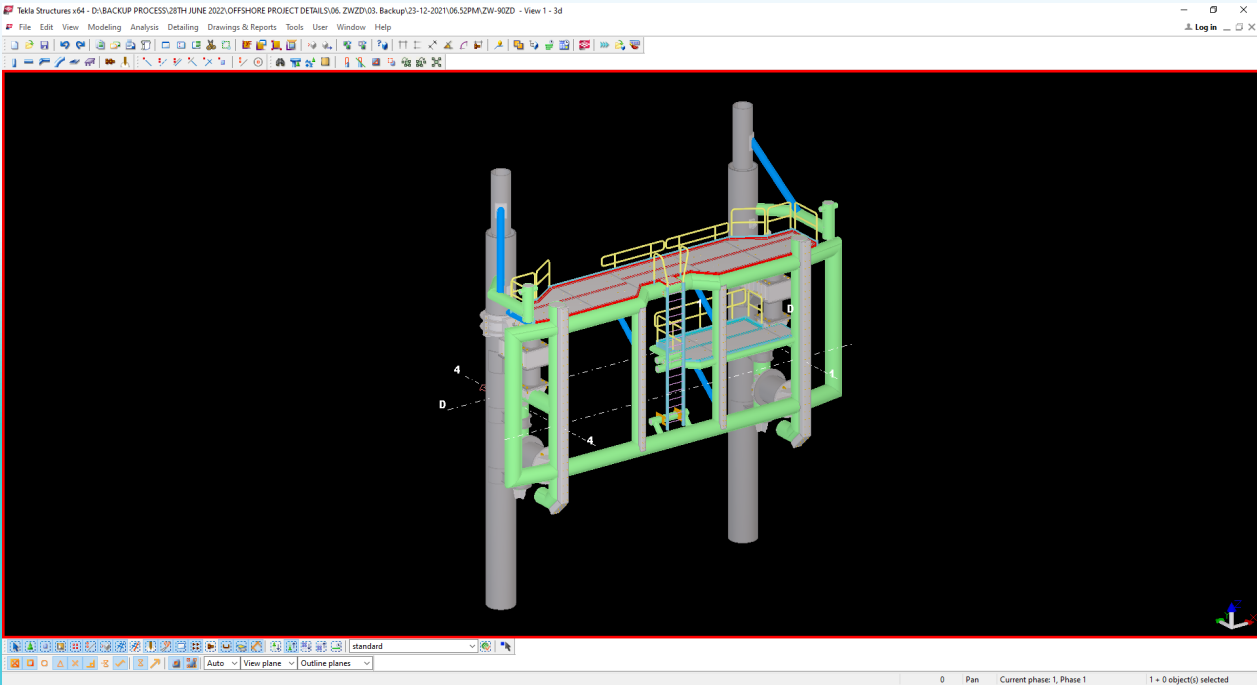 Tekla Structures x64 - D:\BACKUP PROCESS\28TH JUNE 2022\OFFSHORE PROJECT DETAILS\06. ZWZD\03. Backup\23-12-2021\06.52PM\ZW-90ZD - View 1 - 3d
File Edit View Modeling Analysis Detailing Drawings & Reports Tools User Window Help
Log in
D
4
1
D
4
standard
Auto View plane Outline planes
0 Pan Current phase: 1, Phase 1 1 + 0 object(s) selected